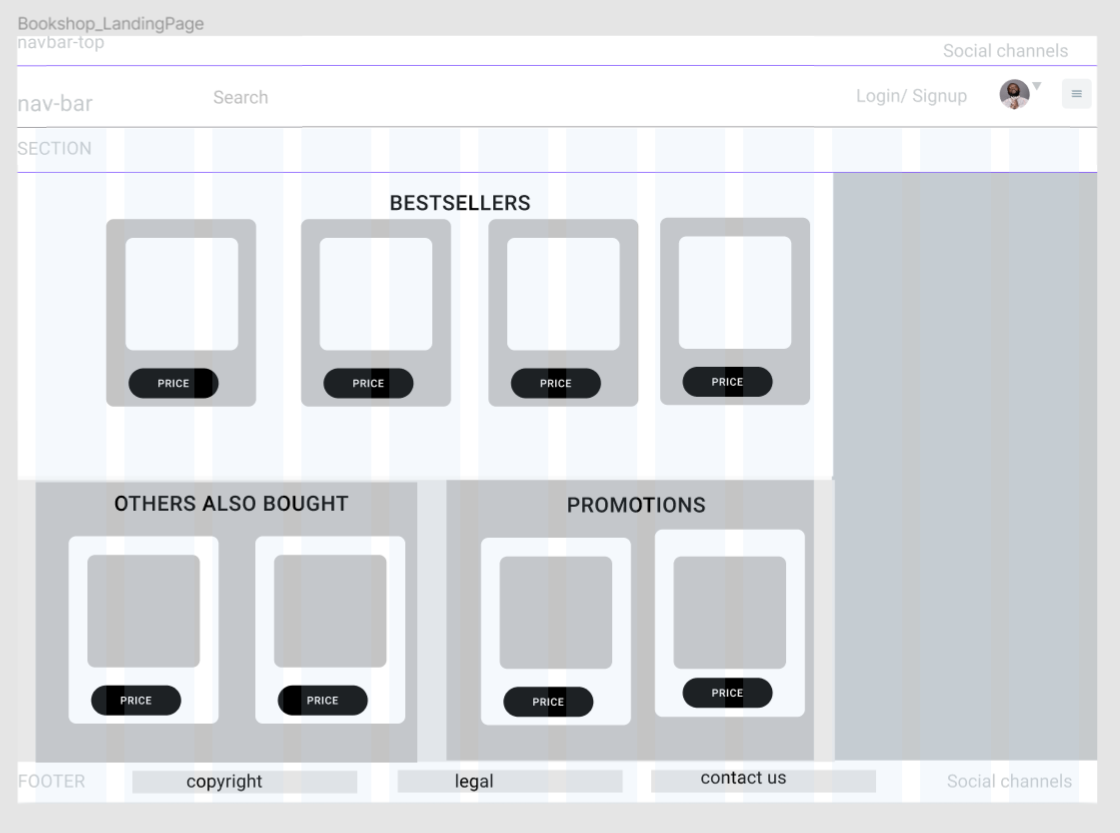 Bookshop_LandingPage
navbar-top
Social channels
nav-bar
Search
Login/ Signup
SECTION
BESTSELLERS
PRICE
PRICE
PRICE
PRICE
OTHERS ALSO BOUGHT
PROMOTIONS
PRICE
PRICE
PRICE
PRICE
FOOTER
copyright
legal
contact us
Social channels